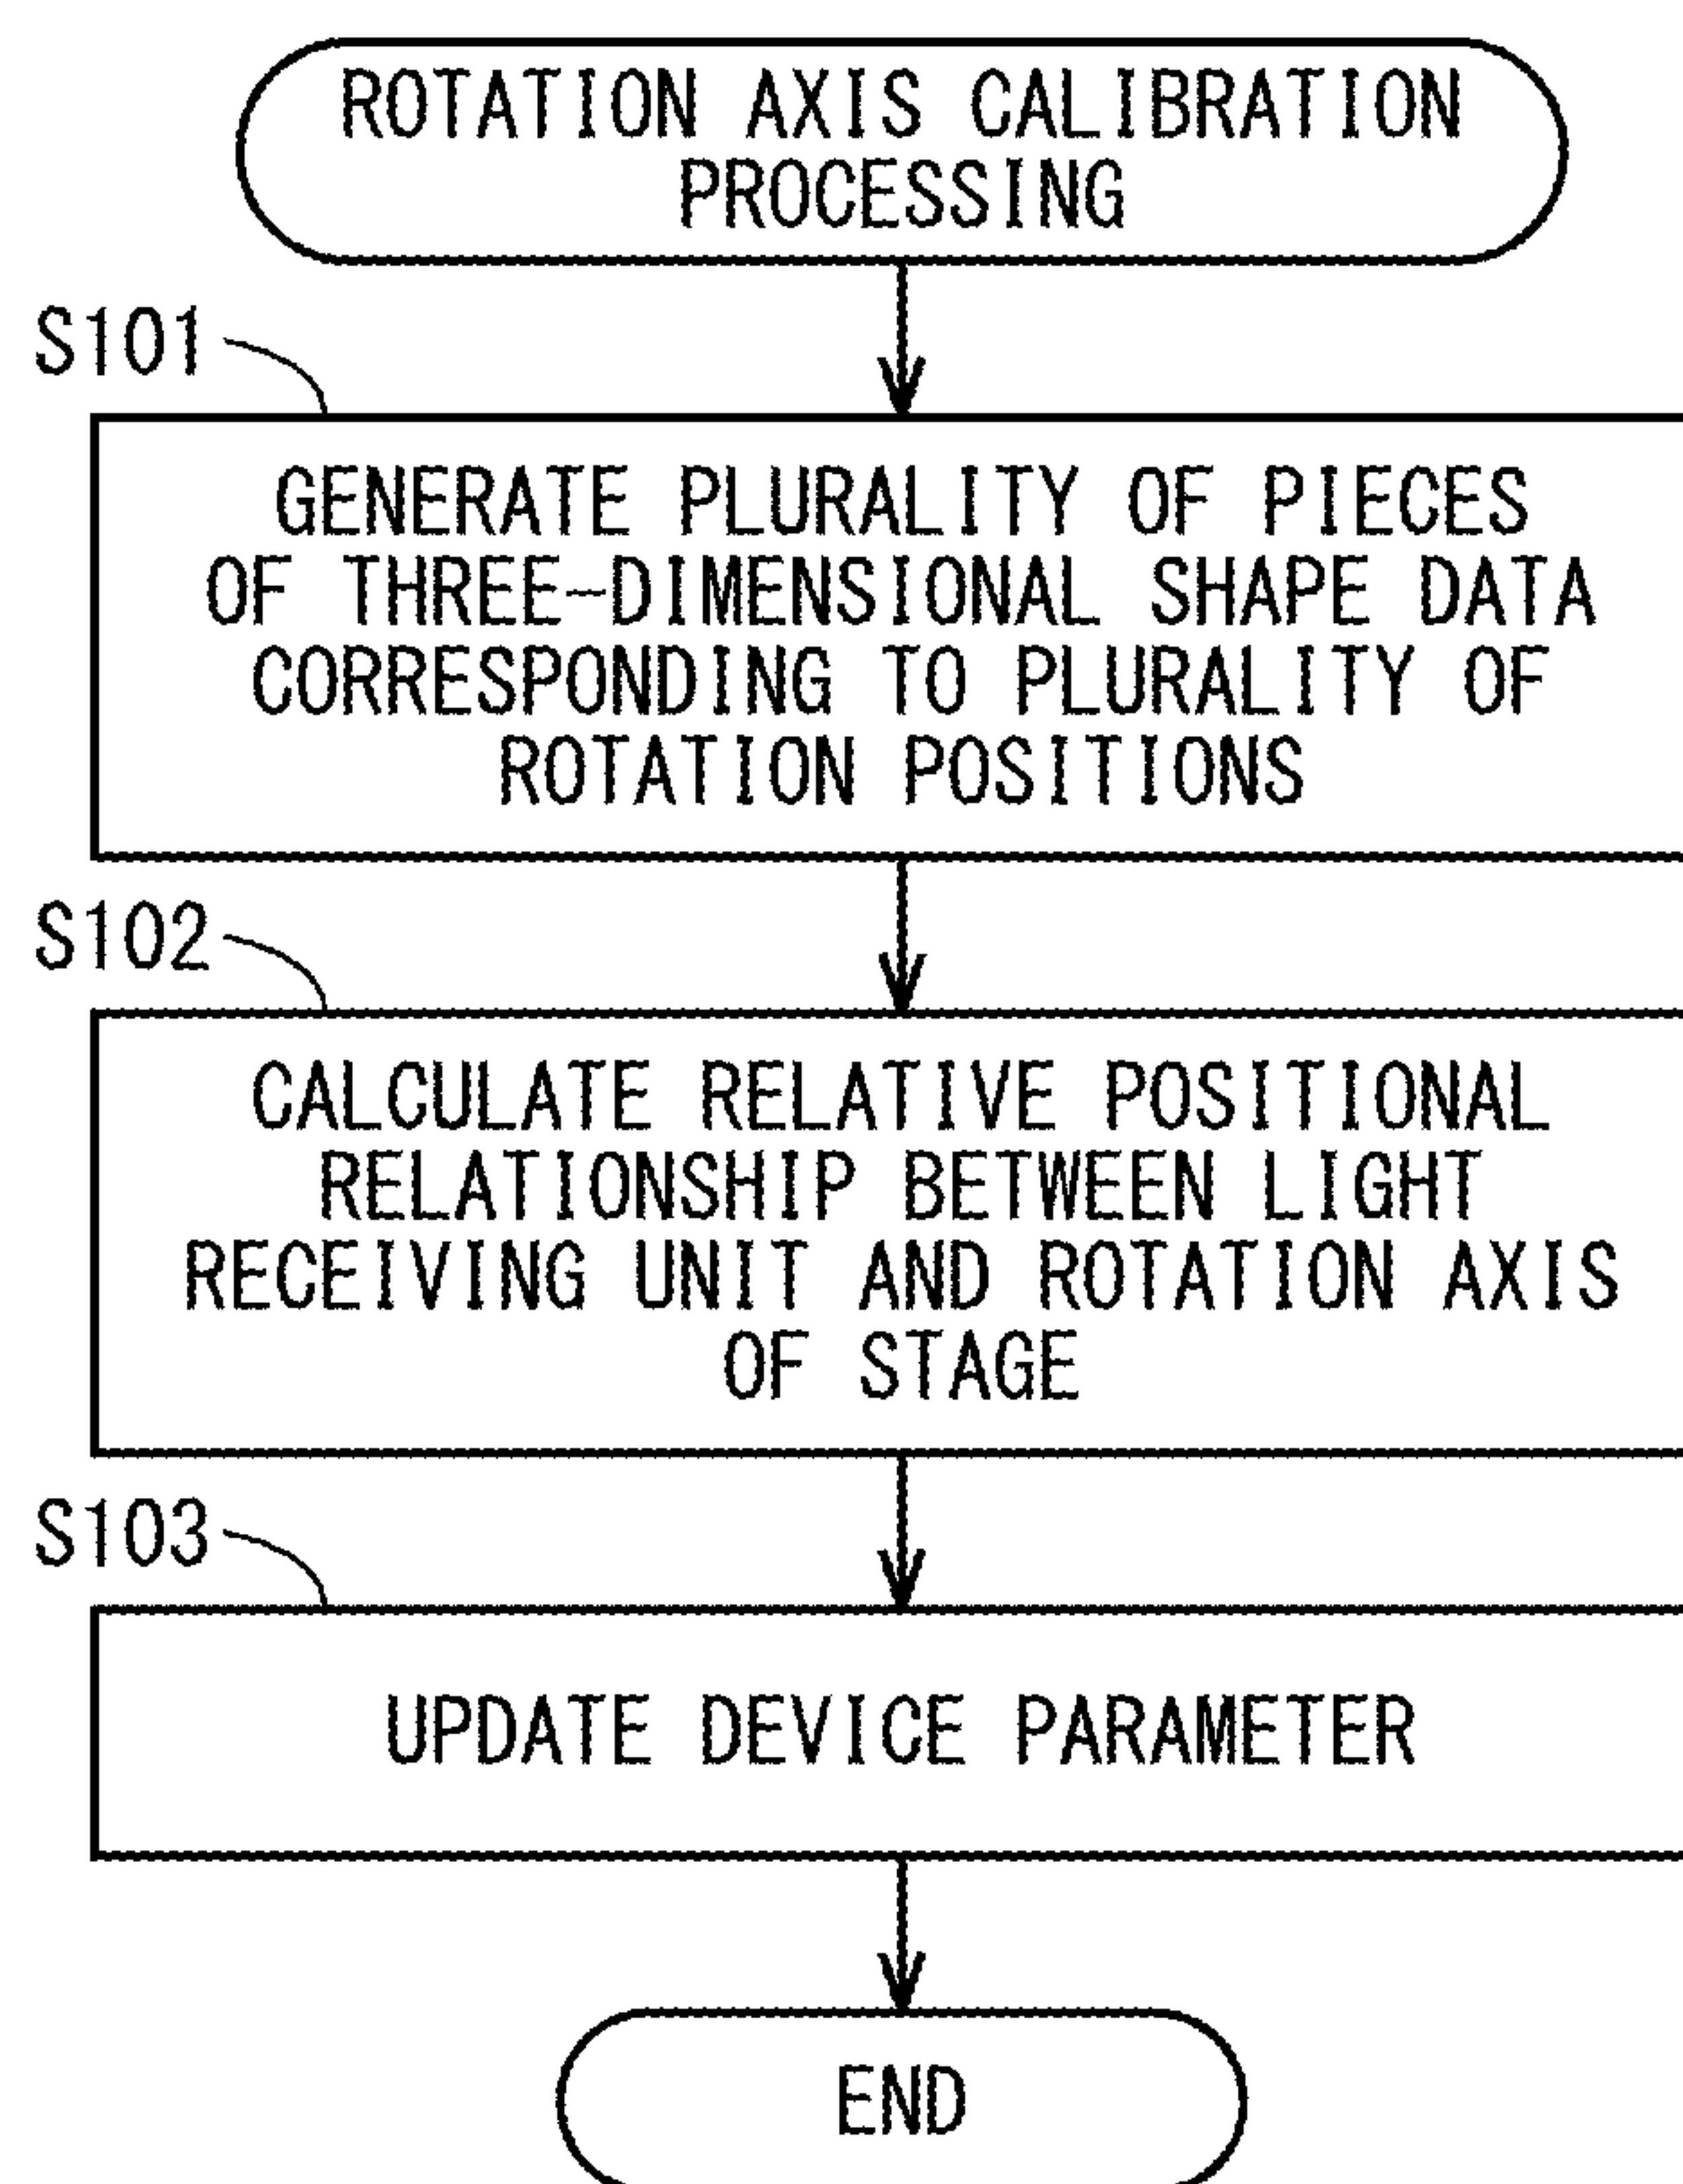 ROTATION AXIS CALIBRATION
PROCESSING
S101
GENERATE PLURALITY OF PIECES
OF THREE-DIMENSIONAL SHAPE DATA
CORRESPONDING TO PLURALITY OF
ROTATION POSITIONS
S102
CALCULATE RELATIVE POSITIONAL
RELATIONSHIP BETWEEN LIGHT
RECEIVING UNIT AND ROTATION AXIS
OF STAGE
S103
UPDATE DEVICE PARAMETER
END